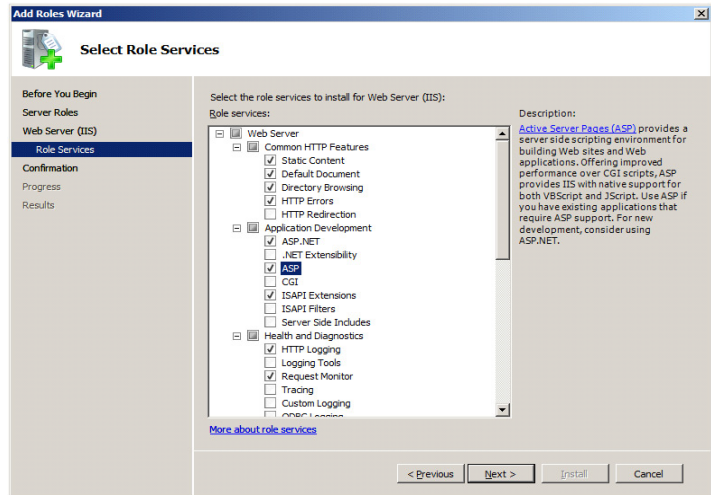 Add Roles Wizard
Select Role Services
Before You Begin
Server Roles
Web Server (IIS)
Role Services
Confirmation
Progress
Results
Select the role services to install for Web Server (IIS):
Role services:
Web Server
Common HTTP Features
Static Content
Default Document
Directory Browsing
HTTP Errors
HTTP Redirection
Application Development
ASP.NET
.NET Extensibility
ASP
CGI
ISAPI Extensions
ISAPI Filters
Server Side Includes
Health and Diagnostics
HTTP Logging
Logging Tools
Request Monitor
Tracing
Custom Logging
ODBC Logging
More about role services
Description:
Active Server Pages (ASP) provides a
server side scripting environment for
building Web sites and Web
applications. Offering improved
performance over CGI scripts, ASP
provides IIS with native support for
both VBScript and JScript. Use ASP if
you have existing applications that
require ASP support. For new
development, consider using
ASP.NET.
< Previous
Next >
Install
Cancel